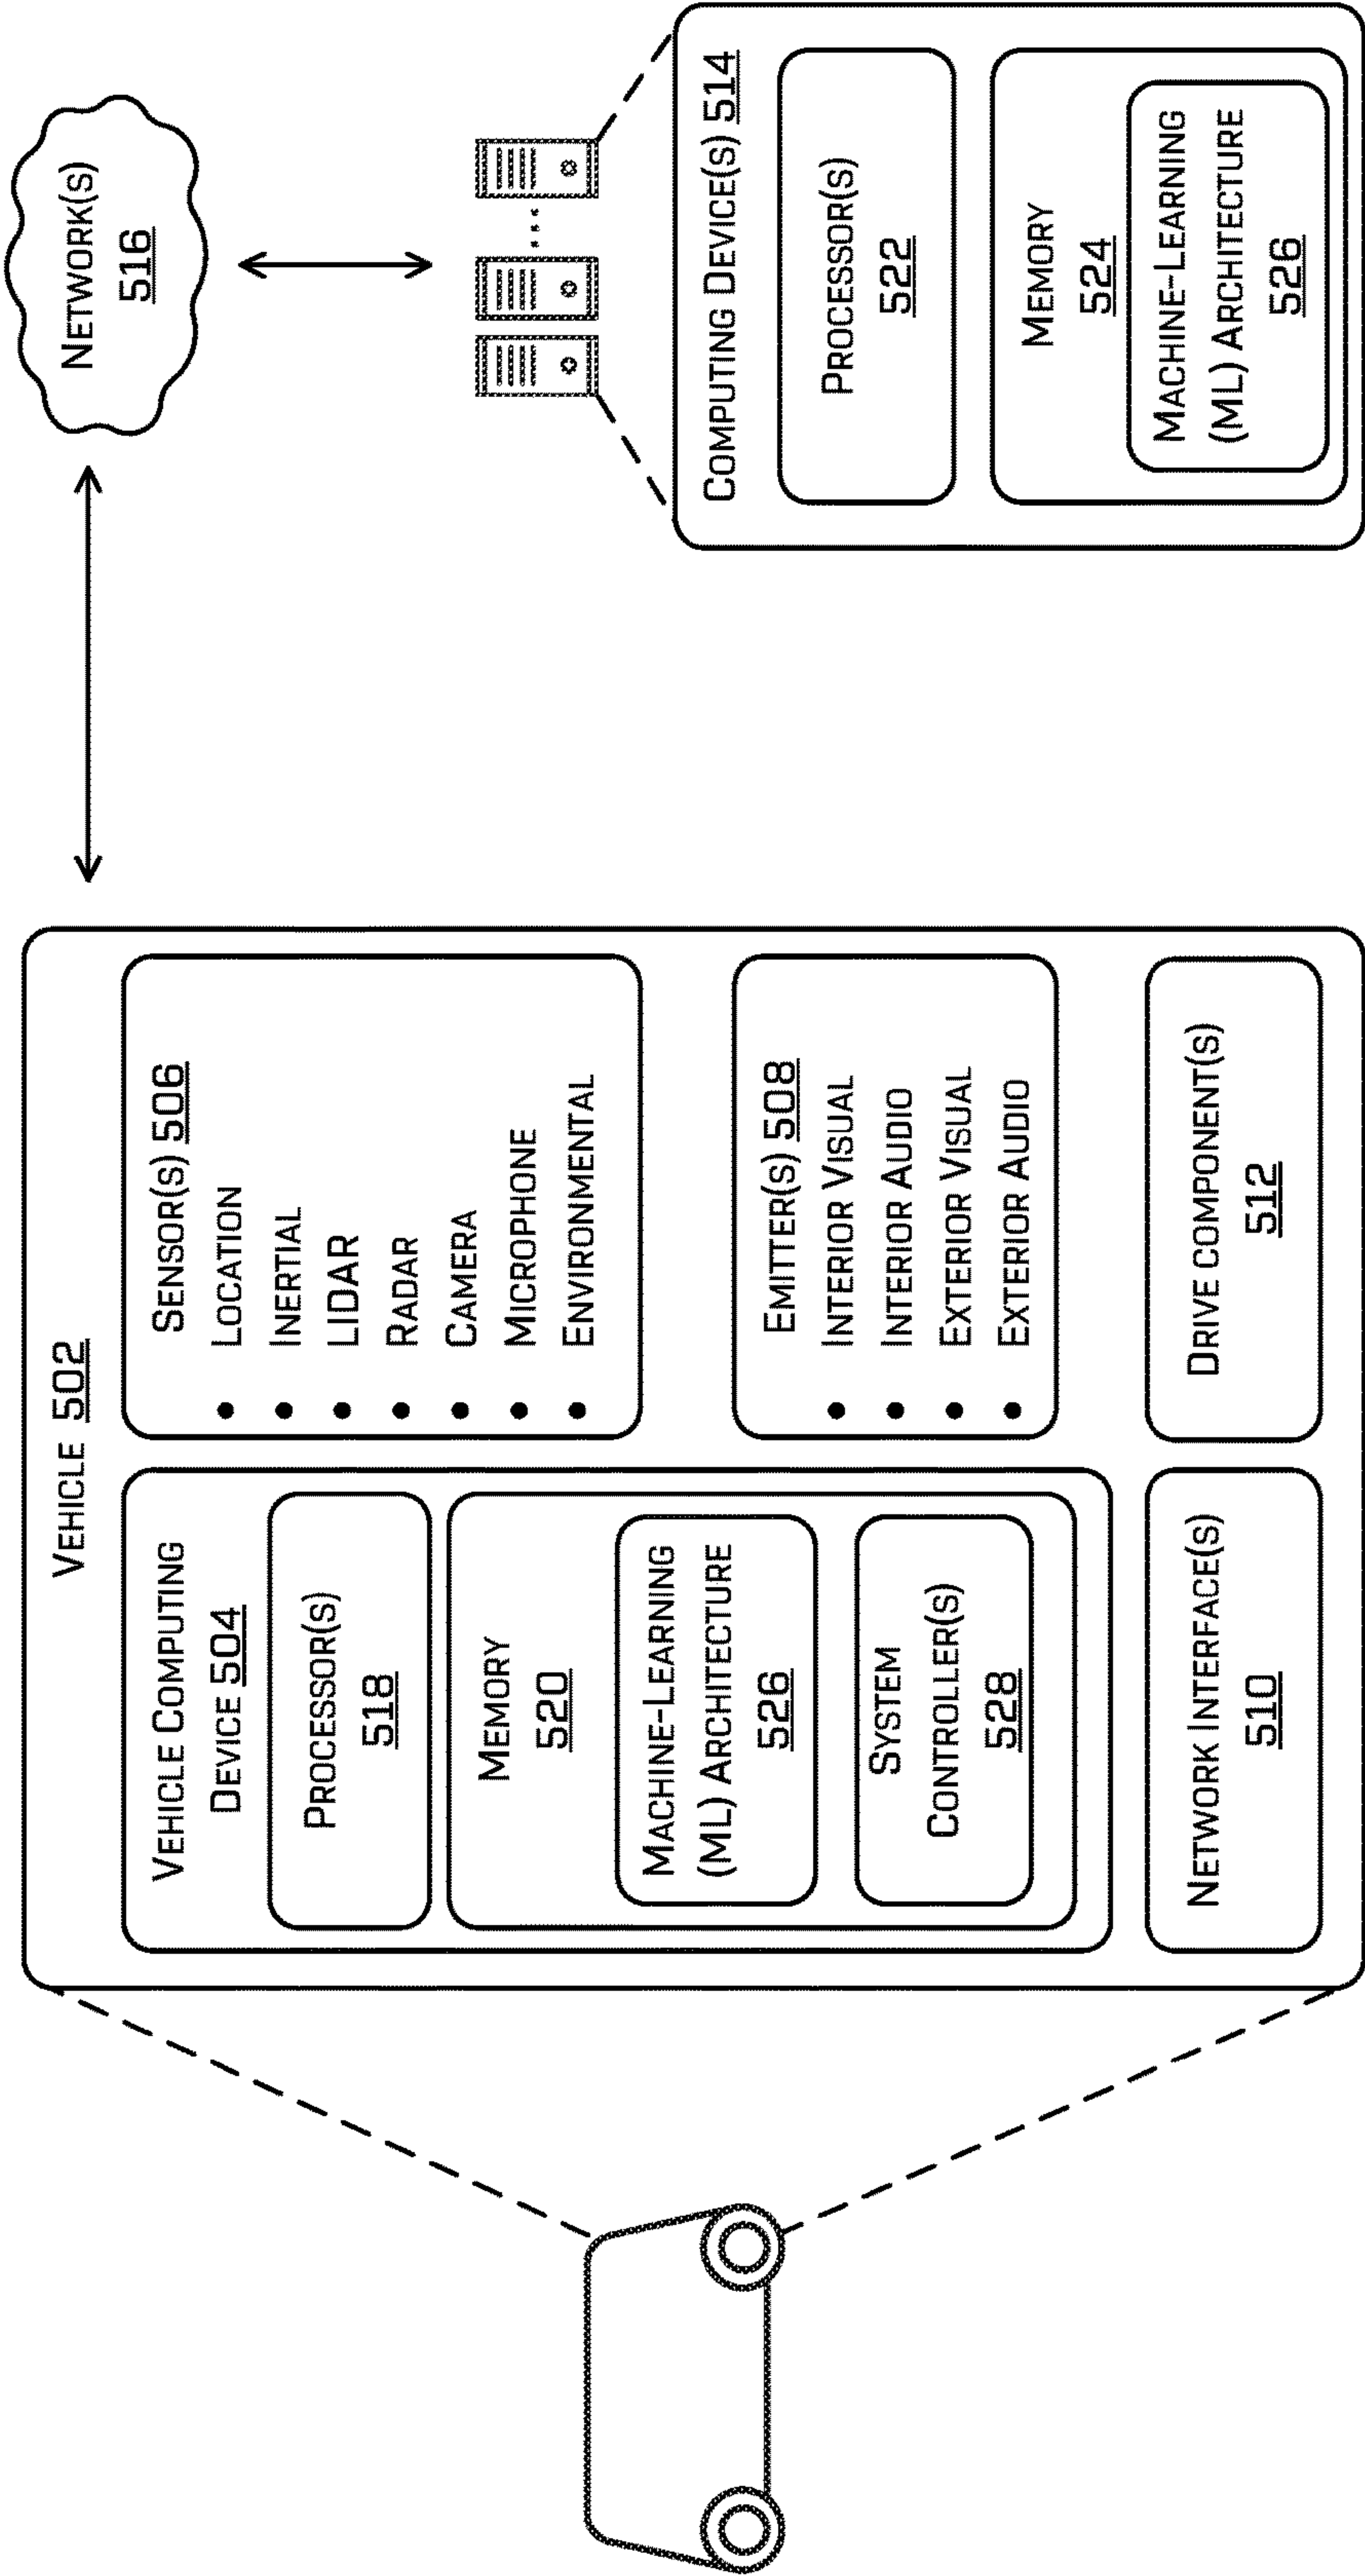 VEHICLE 502
VEHICLE COMPUTING
DEVICE 504
PROCESSOR(S)
518
MEMORY
520
MACHINE-LEARNING
(ML) ARCHITECTURE
526
SYSTEM
CONTROLLER(S)
528
SENSOR(S) 506
• LOCATION
• INERTIAL
• LIDAR
• RADAR
• CAMERA
• MICROPHONE
• ENVIRONMENTAL
EMITTER(S) 508
• INTERIOR VISUAL
• INTERIOR AUDIO
• EXTERIOR VISUAL
• EXTERIOR AUDIO
NETWORK INTERFACE(S)
510
DRIVE COMPONENT(S)
512
NETWORK(S)
516
COMPUTING DEVICE(S) 514
PROCESSOR(S)
522
MEMORY
524
MACHINE-LEARNING
(ML) ARCHITECTURE
526